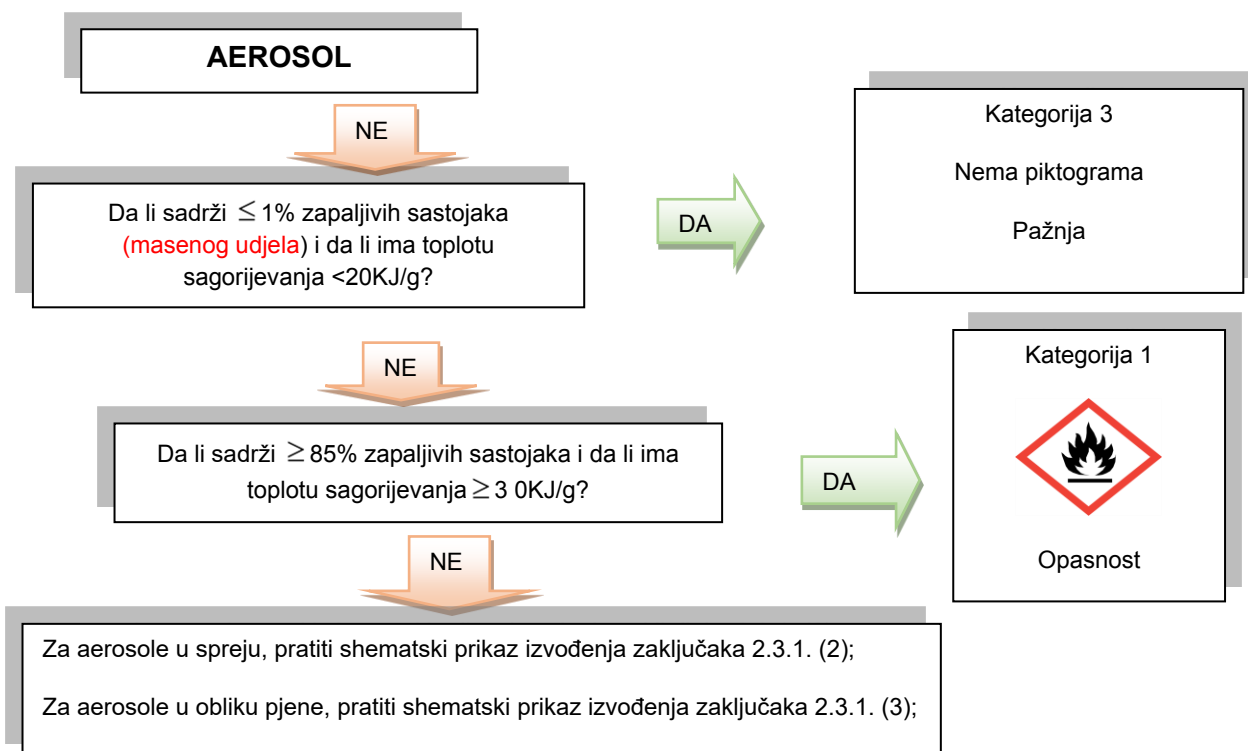 AEROSOL
NE
Da li sadrži ≤ 1% zapaljivih sastojaka
(masenog udjela) i da li ima toplotu
sagorijevanja <20KJ/g?
DA
Kategorija 3
Nema piktograma
Pažnja
NE
Da li sadrži ≥ 85% zapaljivih sastojaka i da li ima
toplotu sagorijevanja ≥ 3 0KJ/g?
DA
Kategorija 1
Opasnost
NE
Za aerosole u spreju, pratiti shematski prikaz izvođenja zaključaka 2.3.1. (2);
Za aerosole u obliku pjene, pratiti shematski prikaz izvođenja zaključaka 2.3.1. (3);